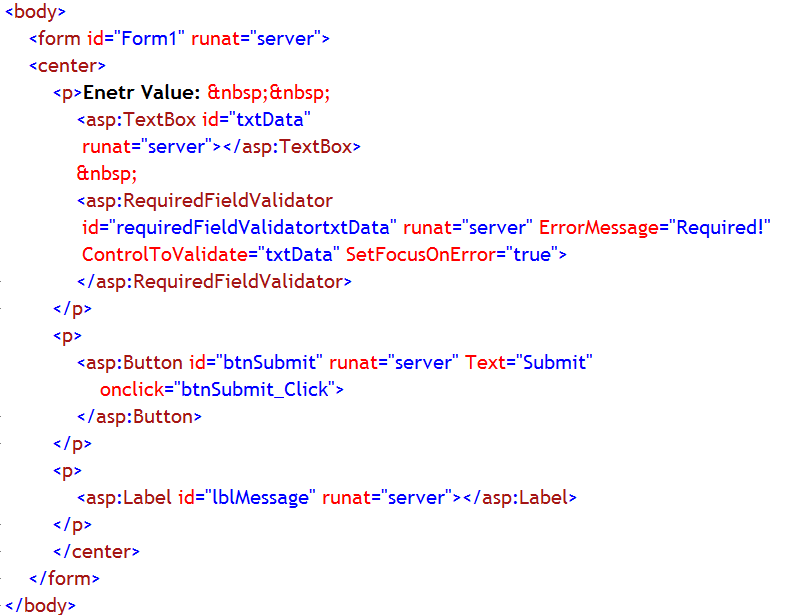 <body>
<form id="Form1" runat="server">
<center>
<p>Enetr Value: &nbsp;&nbsp;
<asp:TextBox id="txtData"
runat="server"></asp:TextBox>
&nbsp;
<asp:RequiredFieldValidator
id="requiredFieldValidatortxtData" runat="server" ErrorMessage="Required!"
ControlToValidate="txtData" SetFocusOnError="true">
</asp:RequiredFieldValidator>
</p>
<p>
<asp:Button id="btnSubmit" runat="server" Text="Submit"
onclick="btnSubmit_Click">
</asp:Button>
</p>
<p>
<asp:Label id="lblMessage" runat="server"></asp:Label>
</p>
</center>
</form>
</body>